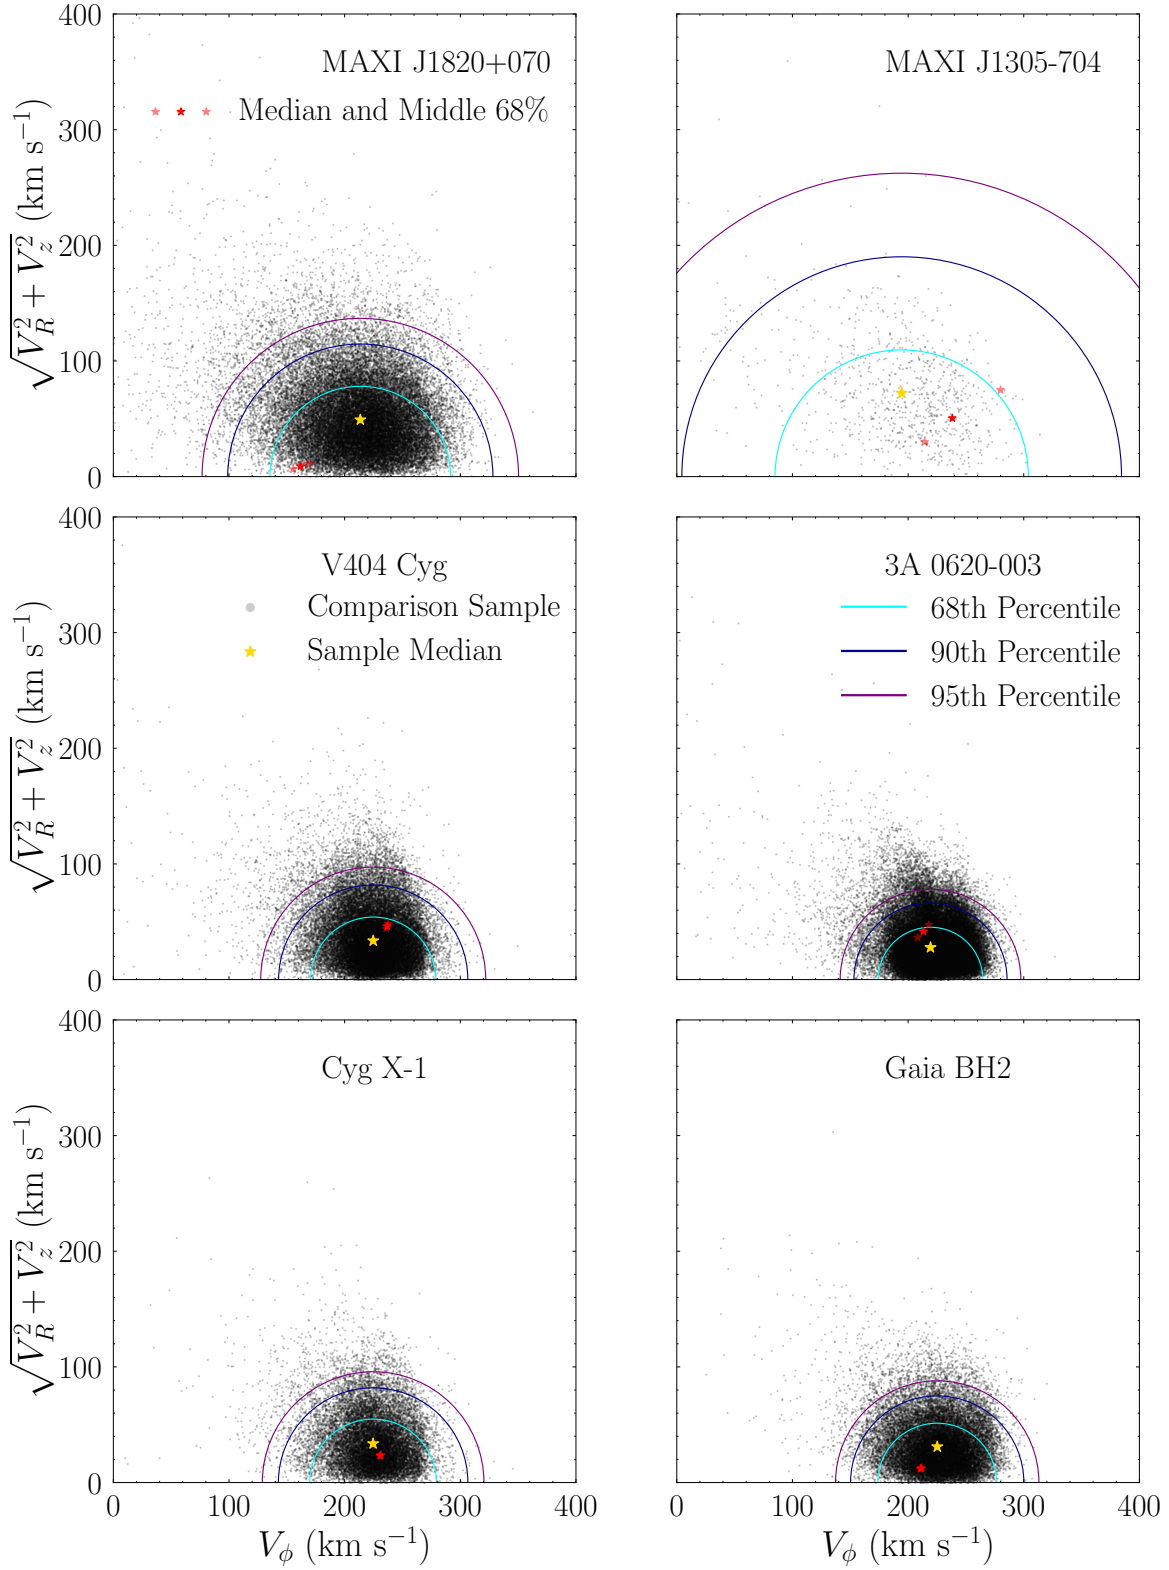 MAXI J1820+070
Median and Middle 68%
400
300
200
100
0
√(V_R^2 + V_z^2) (km s⁻¹)
MAXI J1305-704
V404 Cyg
Comparison Sample
Sample Median
400
300
200
100
0
√(V_R^2 + V_z^2) (km s⁻¹)
3A 0620-003
68th Percentile
90th Percentile
95th Percentile
Cyg X-1
400
300
200
100
0
√(V_R^2 + V_z^2) (km s⁻¹)
0 100 200 300 400
V_ϕ (km s⁻¹)
Gaia BH2
0 100 200 300 400
V_ϕ (km s⁻¹)